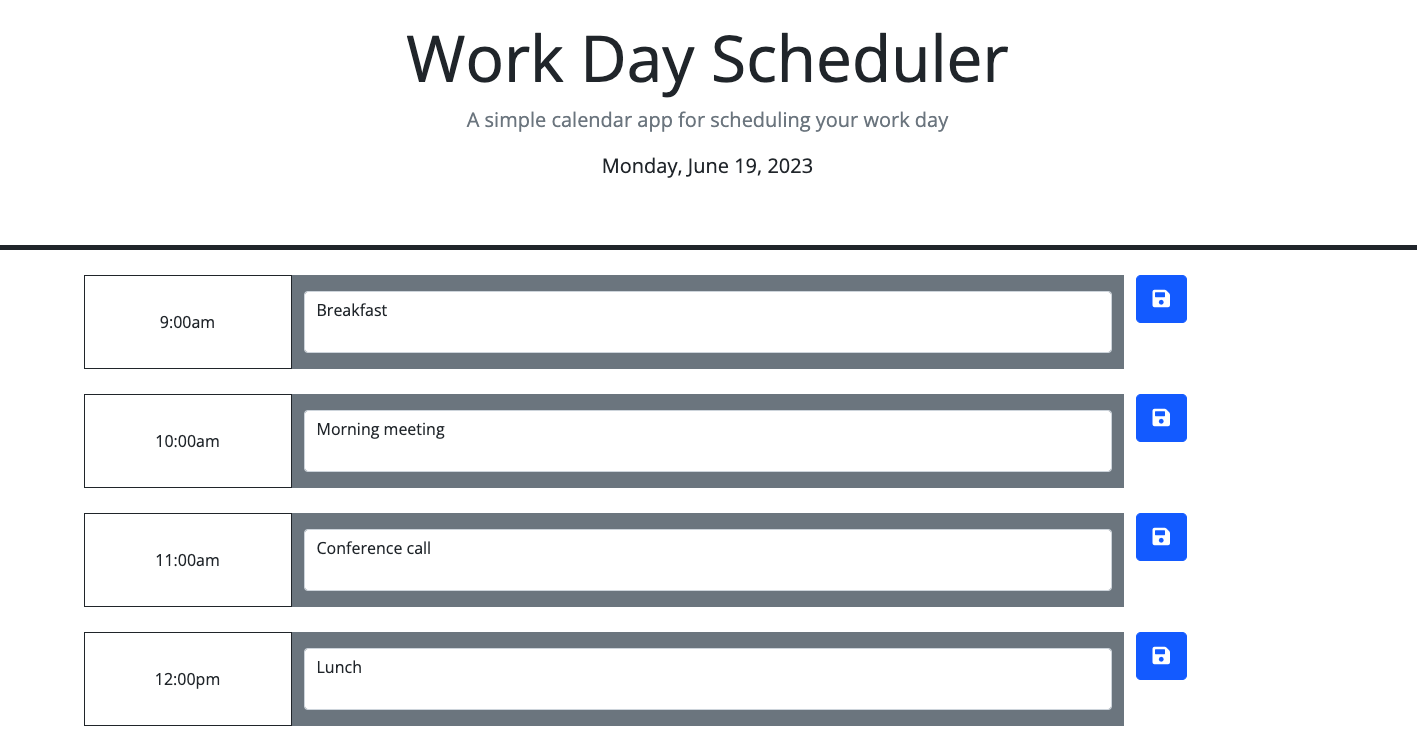 Work Day Scheduler
A simple calendar app for scheduling your work day
Monday, June 19, 2023
9:00am
Breakfast
10:00am
Morning meeting
11:00am
Conference call
12:00pm
Lunch